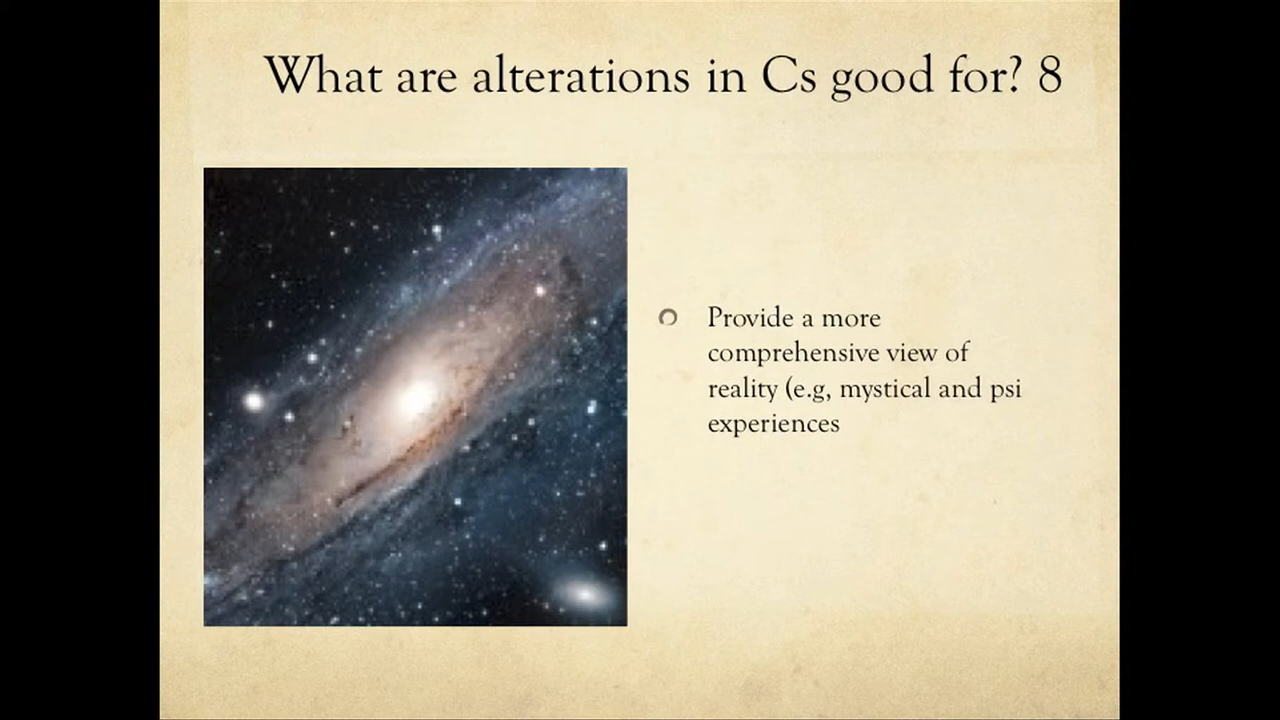 What are alterations in Cs good for? 8
Provide a more
comprehensive view of
reality (e.g, mystical and psi
experiences